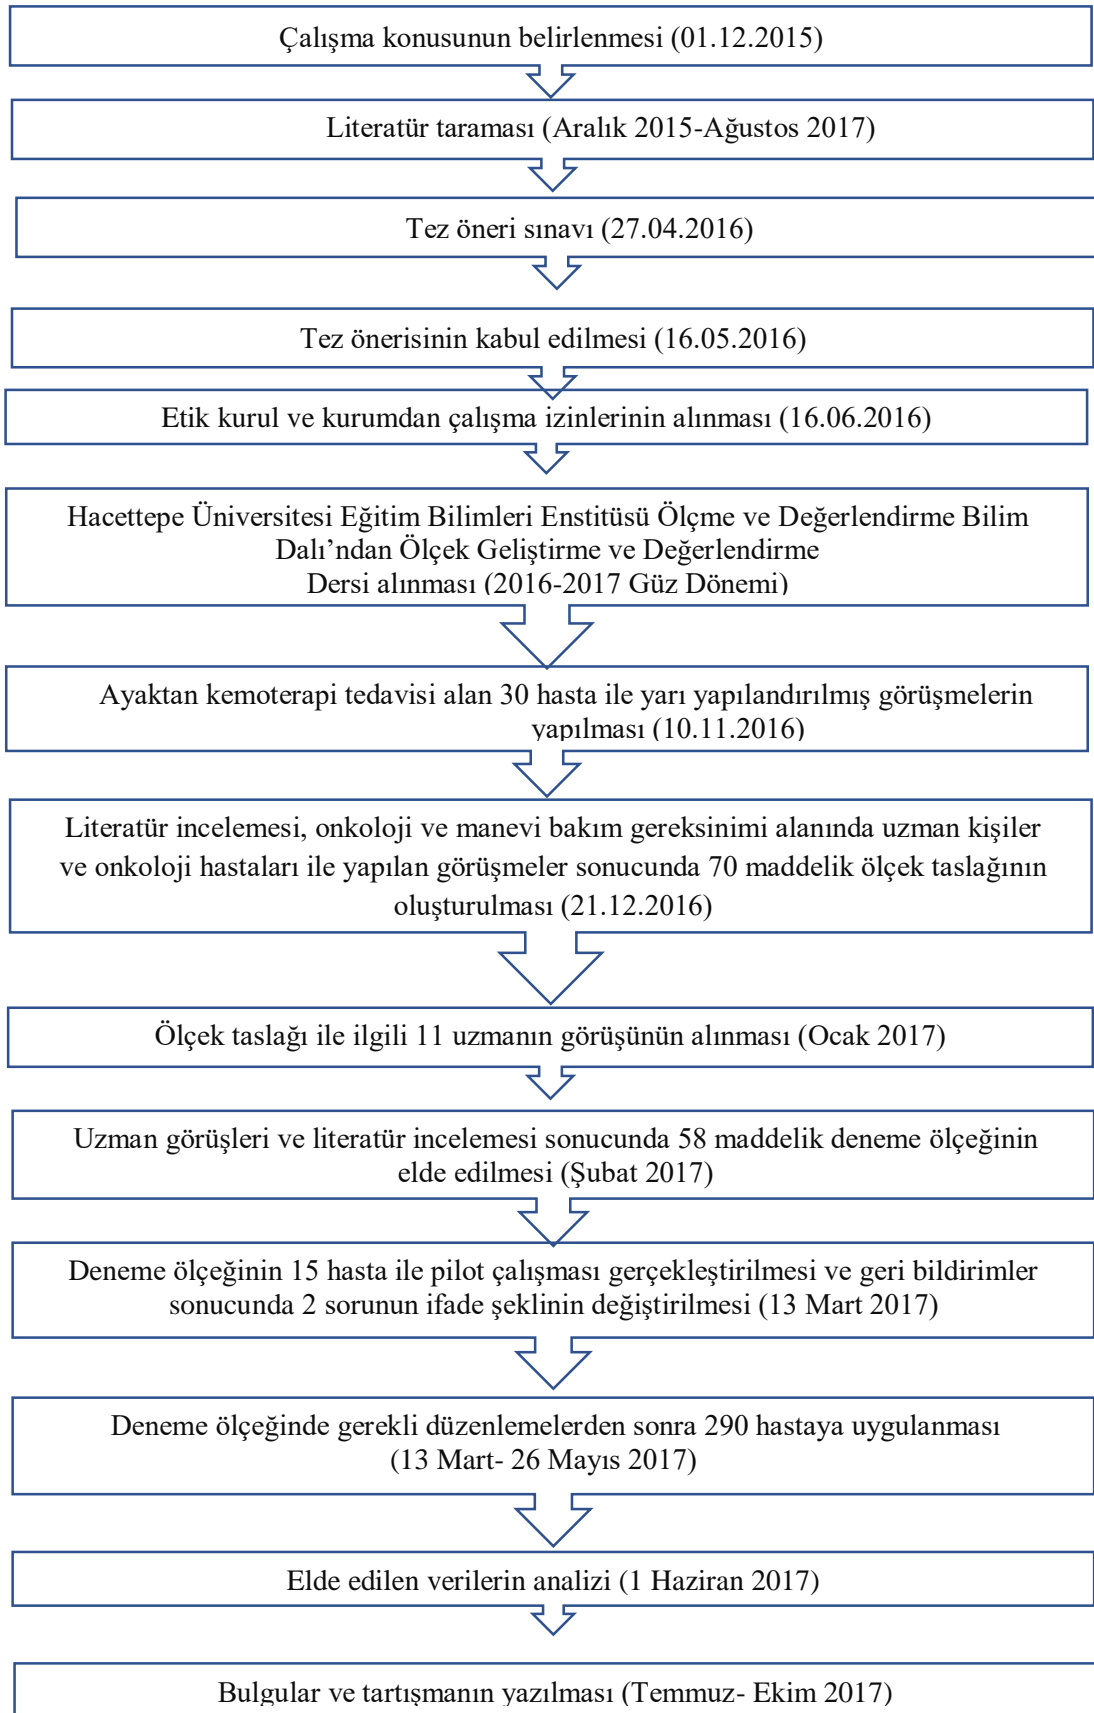 Çalışma konusunun belirlenmesi (01.12.2015)
Literatür taraması (Aralık 2015-Ağustos 2017)
Tez öneri sınavı (27.04.2016)
Tez önerisinin kabul edilmesi (16.05.2016)
Etik kurul ve kurumdan çalışma izinlerinin alınması (16.06.2016)
Hacettepe Üniversitesi Eğitim Bilimleri Enstitüsü Ölçme ve Değerlendirme Bilim
Dalı’ndan Ölçek Geliştirme ve Değerlendirme
Dersi alınması (2016-2017 Güz Dönemi)
Ayaktan kemoterapi tedavisi alan 30 hasta ile yarı yapılandırılmış görüşmelerin
yapılması (10.11.2016)
Literatür incelemesi, onkoloji ve manevi bakım gereksinimi alanında uzman kişiler
ve onkoloji hastaları ile yapılan görüşmeler sonucunda 70 maddelik ölçek taslağının
oluşturulması (21.12.2016)
Ölçek taslağı ile ilgili 11 uzmanın görüşünün alınması (Ocak 2017)
Uzman görüşleri ve literatür incelemesi sonucunda 58 maddelik deneme ölçeğinin
elde edilmesi (Şubat 2017)
Deneme ölçeğinin 15 hasta ile pilot çalışması gerçekleştirilmesi ve geri bildirimler
sonucunda 2 sorunun ifade şeklinin değiştirilmesi (13 Mart 2017)
Deneme ölçeğinde gerekli düzenlemelerden sonra 290 hastaya uygulanması
(13 Mart- 26 Mayıs 2017)
Elde edilen verilerin analizi (1 Haziran 2017)
Bulgular ve tartışmanın yazılması (Temmuz- Ekim 2017)